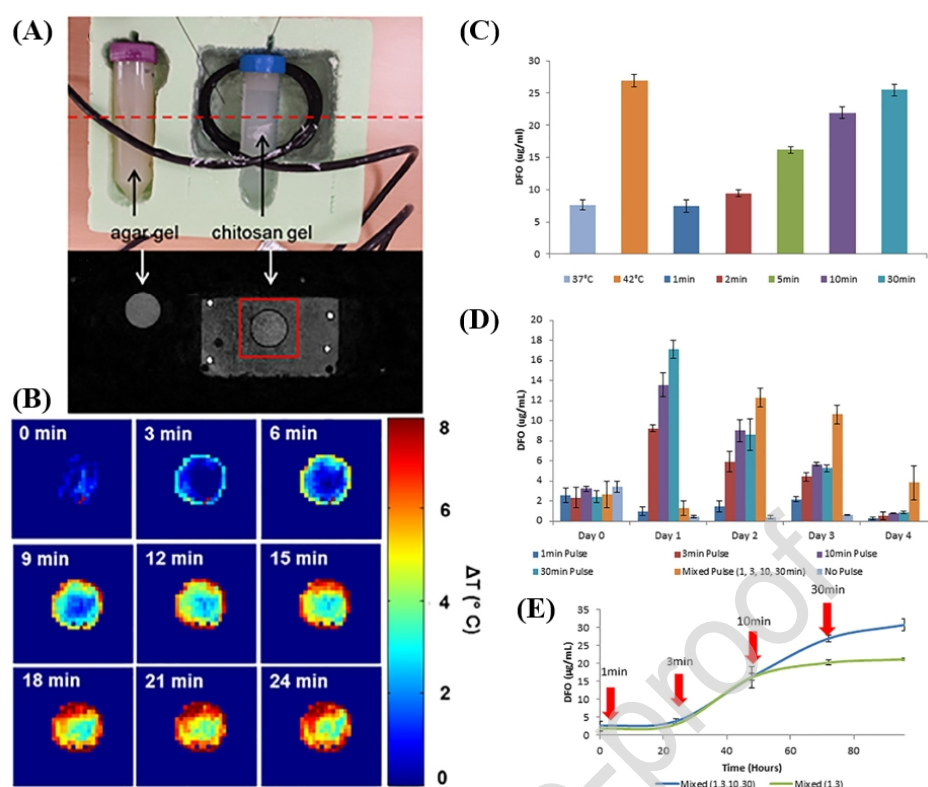 (A)
agar gel
chitosan gel
(B)
0 min
3 min
6 min
9 min
12 min
15 min
18 min
21 min
24 min
8
6
4
2
0
ΔT (°C)
(C)
DFO (ug/ml)
30
25
20
15
10
5
0
37°C 42°C 1min 2min 5min 10min 30min
(D)
DFO (ug/mL)
20
18
16
14
12
10
8
6
4
2
0
Day 0 Day 1 Day 2 Day 3 Day 4
1min Pulse 3min Pulse 10min Pulse
30min Pulse Mixed Pulse (1, 3, 10, 30min) No Pulse
(E)
DFO (µg/mL)
35
30
25
20
15
10
5
0
1min
3min
10min
30min
0 20 40 60 80
Time (Hours)
Mixed (1,3,10,30) Mixed (1,3)
e-proof